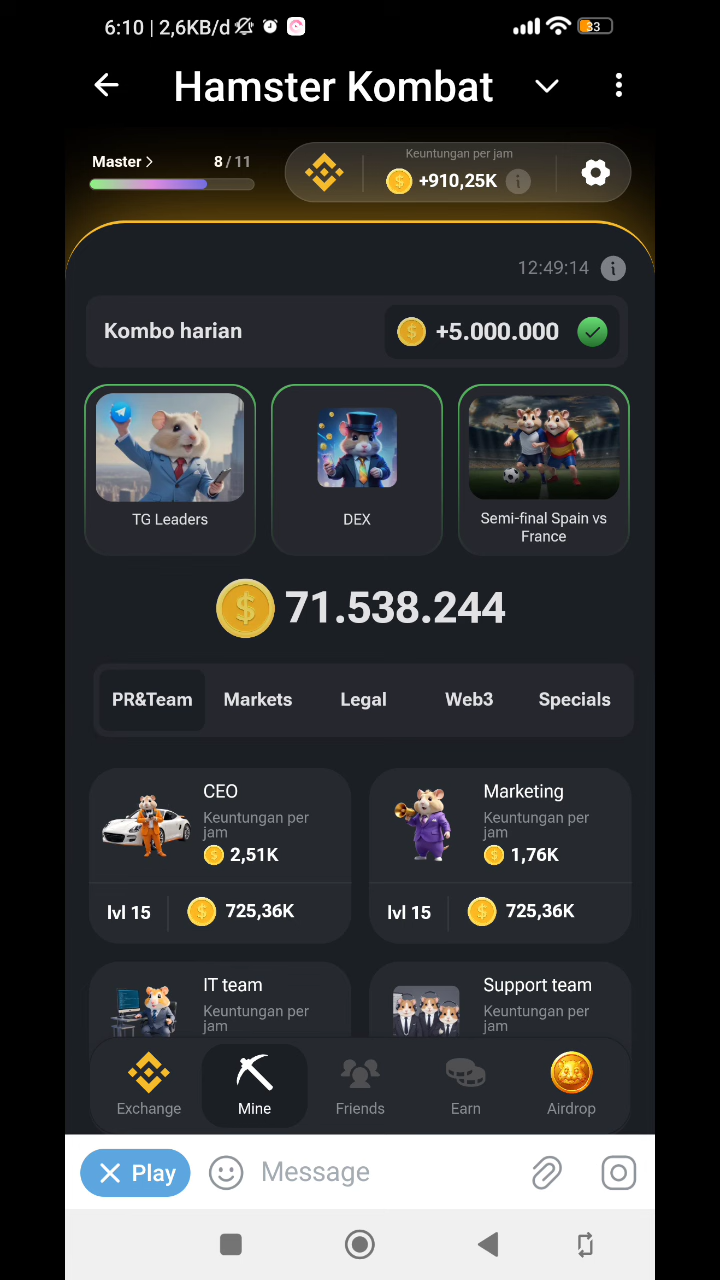 6:10 | 2,6KB/d
33
Hamster Kombat
Master >
8 / 11
Keuntungan per jam
+910,25K
12:49:14
Kombo harian
+5.000.000
TG Leaders
DEX
Semi-final Spain vs
France
71.538.244
PR&Team
Markets
Legal
Web3
Specials
CEO
Keuntungan per
jam
2,51K
lvl 15
725,36K
Marketing
Keuntungan per
jam
1,76K
lvl 15
725,36K
IT team
Keuntungan per
jam
Support team
Keuntungan per
jam
Exchange
Mine
Friends
Earn
Airdrop
Play
Message